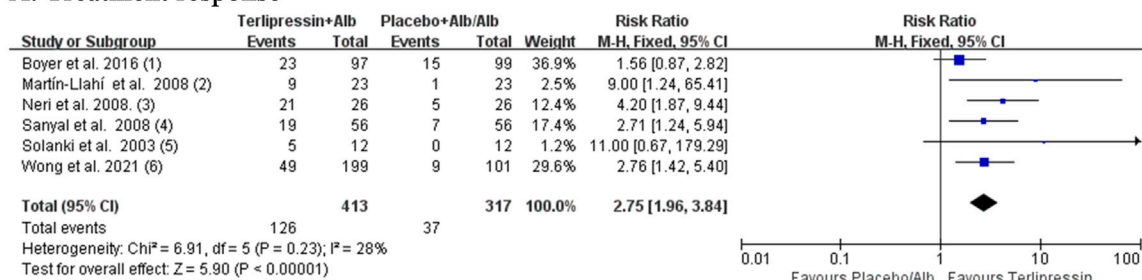 A. Treatment response
Terlipressin+Alb Placebo+Alb/Alb Risk Ratio Risk Ratio
Study or Subgroup Events Total Events Total Weight M-H, Fixed, 95% CI M-H, Fixed, 95% CI
Boyer et al. 2016 (1) 23 97 15 99 36.9% 1.56 [0.87, 2.82]
Martín-Llahí et al. 2008 (2) 9 23 1 23 2.5% 9.00 [1.24, 65.41]
Neri et al. 2008. (3) 21 26 5 26 12.4% 4.20 [1.87, 9.44]
Sanyal et al. 2008 (4) 19 56 7 56 17.4% 2.71 [1.24, 5.94]
Solanki et al. 2003 (5) 5 12 0 12 1.2% 11.00 [0.67, 179.29]
Wong et al. 2021 (6) 49 199 9 101 29.6% 2.76 [1.42, 5.40]
Total (95% CI) 413 317 100.0% 2.75 [1.96, 3.84]
Total events 126 37
Heterogeneity: Chi² = 6.91, df = 5 (P = 0.23); I² = 28%
Test for overall effect: Z = 5.90 (P < 0.00001)
0.01 0.1 1 10 100
Favours Placebo/Alb Favours Terlipressin